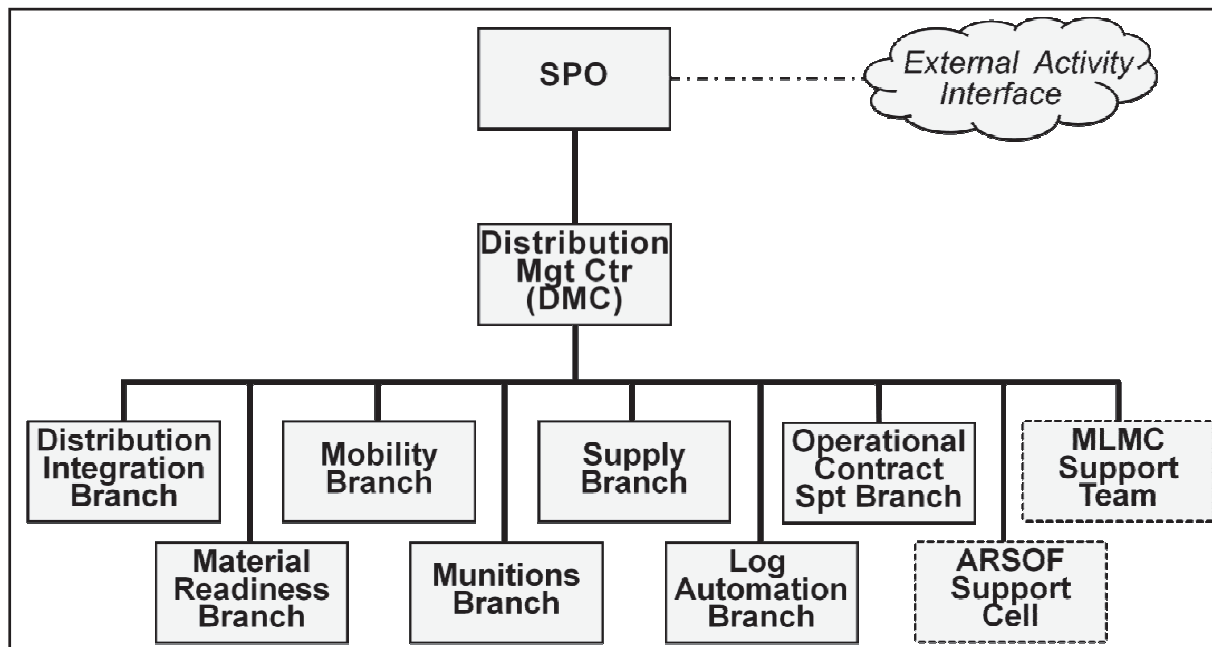 SPO
External Activity
Interface
Distribution
Mgt Ctr
(DMC)
Distribution
Integration
Branch
Mobility
Branch
Supply
Branch
Operational
Contract
Spt Branch
MLMC
Support
Team
Material
Readiness
Branch
Munitions
Branch
Log
Automation
Branch
ARSOF
Support
Cell